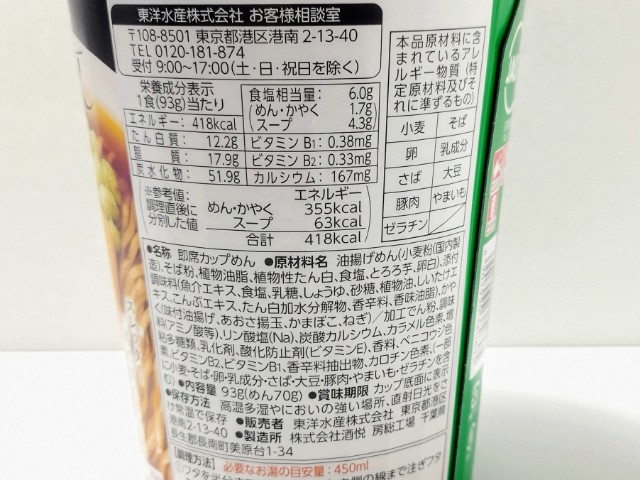 東洋水産株式会社 お客様相談室
〒108-8501 東京都港区港南2-13-40
TEL 0120-181-874
受付 9:00~17:00(土・日・祝日を除く)
栄養成分表示
1食(93g)当たり
エネルギー: 418kcal
たん白質: 12.2g
脂質: 17.9g
炭水化物: 51.9g
食塩相当量: 6.0g
(めん・かやく 1.7g)
(スープ 4.3g)
ビタミン B₁: 0.38mg
ビタミン B₂: 0.33mg
カルシウム: 167mg
※参考値:
調理直後に
分別した値
エネルギー
めん・かやく 355kcal
スープ 63kcal
合計 418kcal
本品原材料に含
まれているアレ
ルギー物質(特
定原材料及びそ
れに準ずるもの)
小麦 そば
卵 乳成分
さば 大豆
豚肉 やまいも
ゼラチン
●名称 即席カップめん ●原材料名 油揚げめん(小麦粉(国内製
造)、そば粉、植物油脂、植物性たん白、食塩、とろろ芋、卵白)、添付
調味料(魚介エキス、食塩、乳糖、しょうゆ、砂糖、植物油、しいたけエ
キス、こんぶエキス、たん白加水分解物、香辛料、香味油脂)、かや
く(味付油揚げ、あおさ揚玉、かまぼこ、ねぎ)/加工でん粉、調味
料(アミノ酸等)、リン酸塩(Na)、炭酸カルシウム、カラメル色素、増
粘多糖類、乳化剤、酸化防止剤(ビタミンE)、香料、ベニコウジ色
素、ビタミンB2、ビタミンB1、香辛料抽出物、カロチン色素、(一部
に小麦・そば・卵・乳成分・さば・大豆・豚肉・やまいも・ゼラチンを含
む) ●内容量 93g(めん70g) ●賞味期限 カップ底面に表示
●保存方法 高温多湿やにおいの強い場所、直射日光をさ
け常温で保存 ●販売者 東洋水産株式会社 東京都港区
港南2-13-40 ●製造所 株式会社酒悦 房総工場 千葉県
長生郡長南町美原台1-34
【調理方法】 必要なお湯の目安量: 450ml